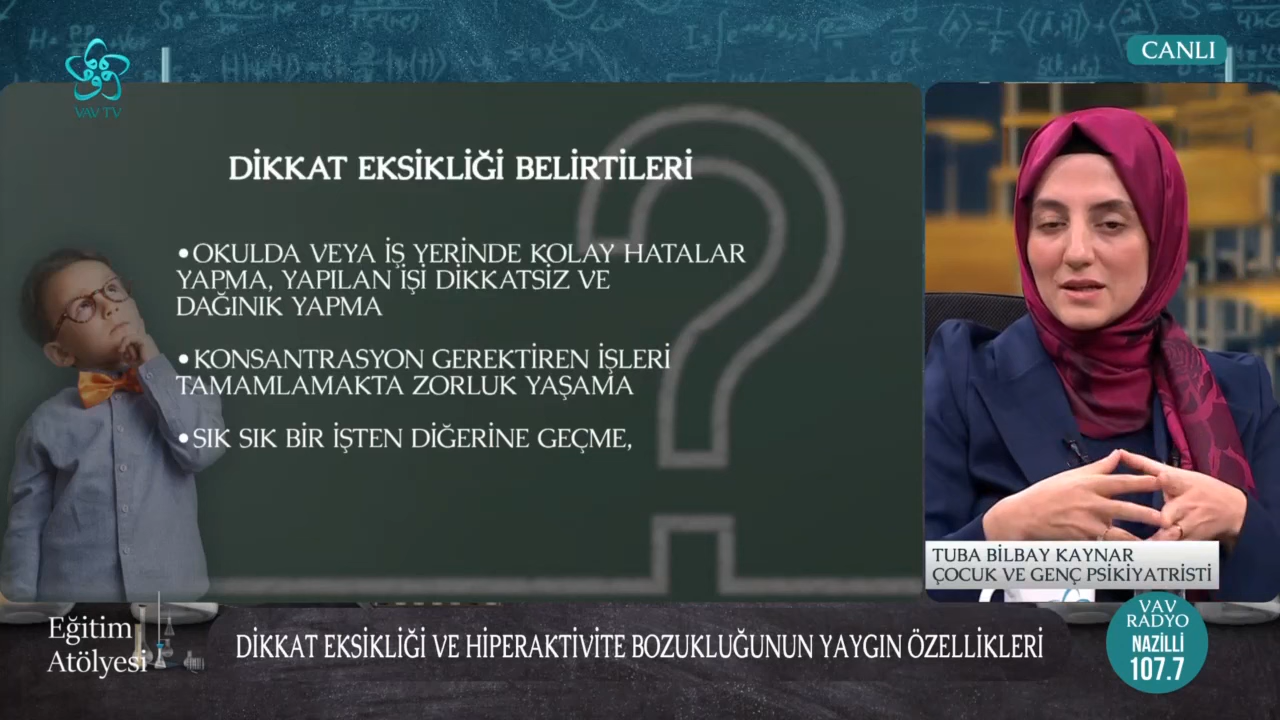 CANLI
VAV TV
DİKKAT EKSİKLİĞİ BELİRTİLERİ
•OKULDA VEYA İŞ YERİNDE KOLAY HATALAR
YAPMA, YAPILAN İŞİ DİKKATSİZ VE
DAĞINIK YAPMA
•KONSANTRASYON GEREKTİREN İŞLERİ
TAMAMLAMAKTA ZORLUK YAŞAMA
•SIK SIK BİR İŞTEN DİĞERİNE GEÇME,
TUBA BİLBAY KAYNAR
ÇOCUK VE GENÇ PSİKİYATRİSTİ
Eğitim
Atölyesi
DİKKAT EKSİKLİĞİ VE HİPERAKTİVİTE BOZUKLUĞUNUN YAYGIN ÖZELLİKLERİ
VAV
RADYO
NAZİLLİ
107.7